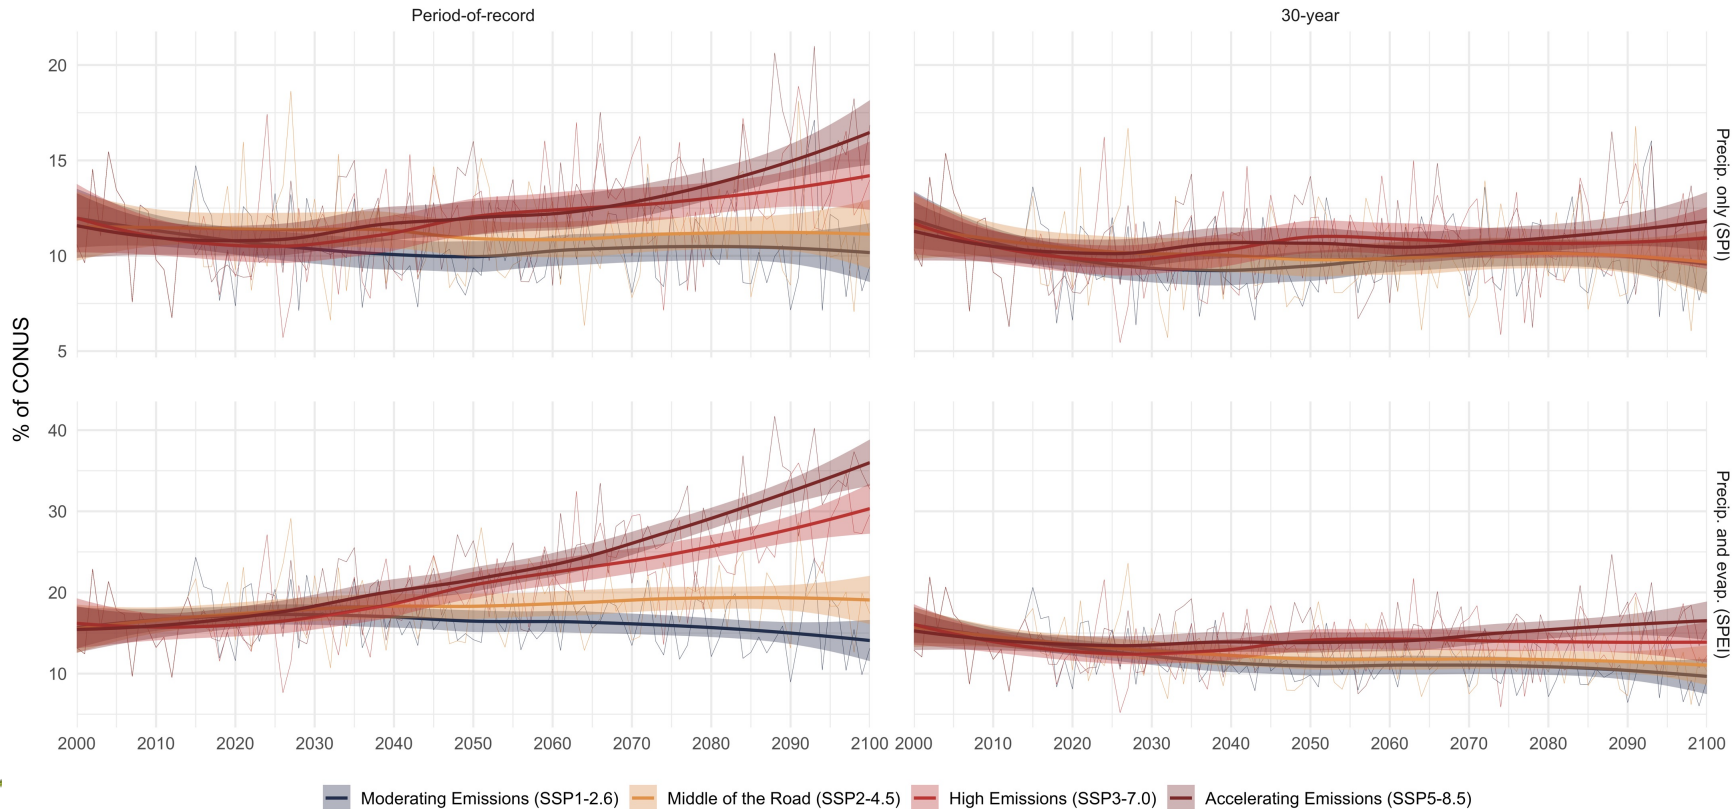 Period-of-record
30-year
% of CONUS
20
15
10
5
Precip. only (SPI)
40
30
20
10
Precip. and evap. (SPEI)
2000 2010 2020 2030 2040 2050 2060 2070 2080 2090 2100
2000 2010 2020 2030 2040 2050 2060 2070 2080 2090 2100
Moderating Emissions (SSP1-2.6) Middle of the Road (SSP2-4.5) High Emissions (SSP3-7.0) Accelerating Emissions (SSP5-8.5)